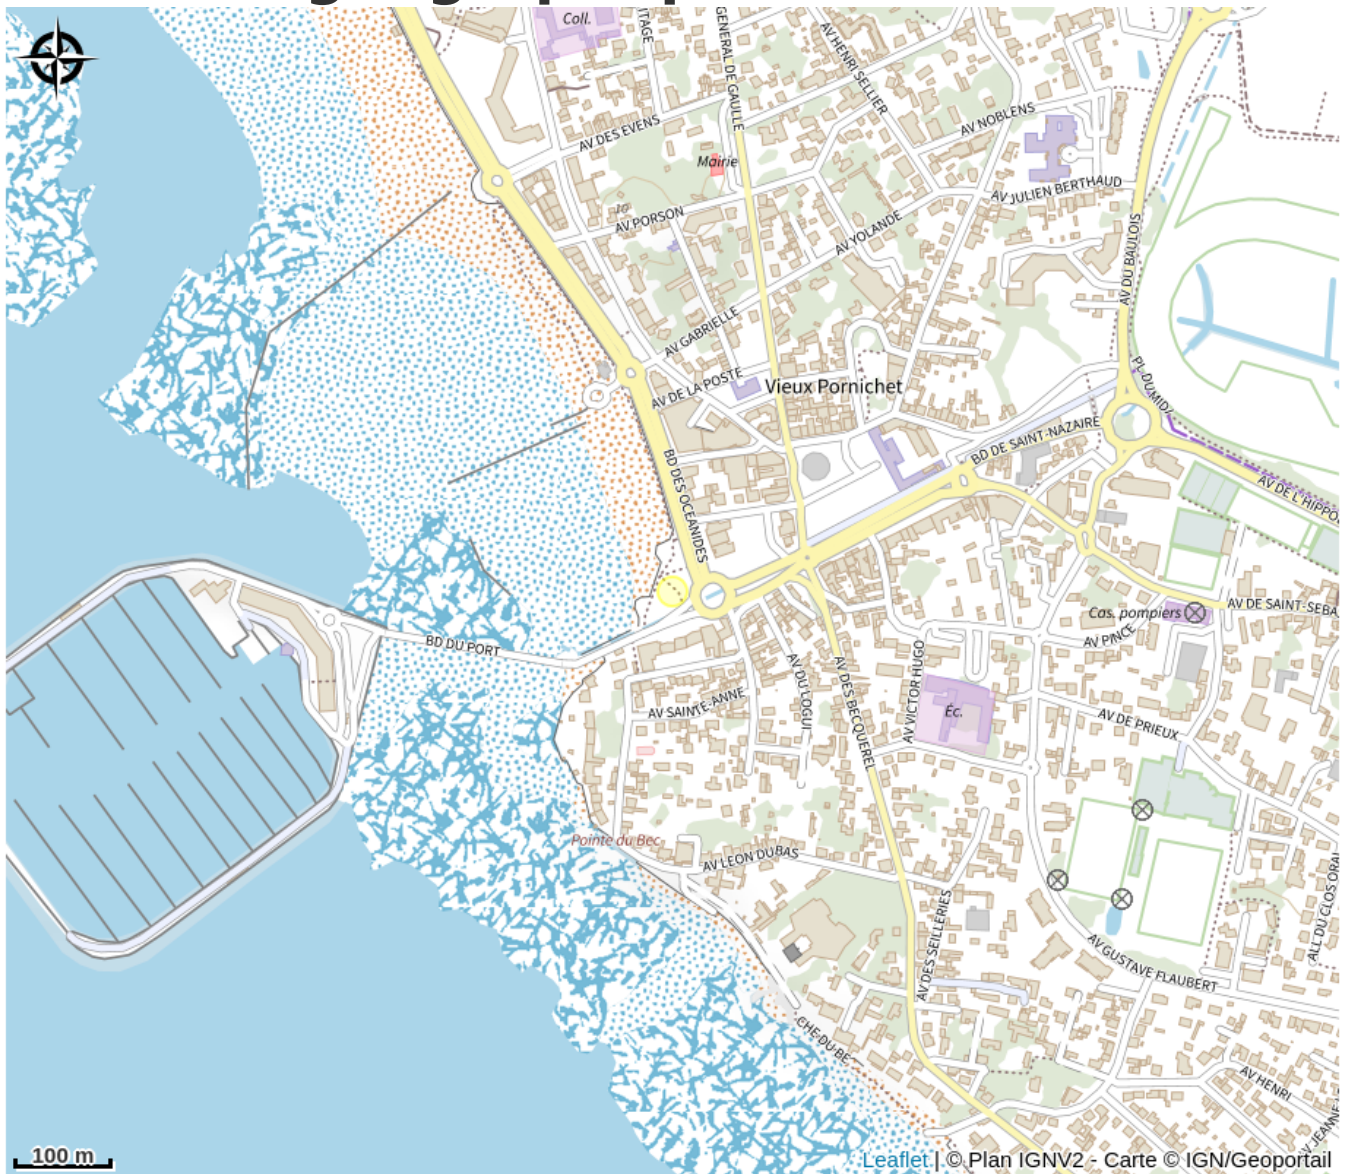 Coll.
GENERAL DE GAULLE
AV HENRI SELLIER
AV DES EVENS
AV NOBLENS
Mairie
AV JULIEN BERTHAUD
AV PORSON
AV YOLANDE
AV DU BAULOIS
AV GABRIELLE
PL DU MIDI
AV DE LA POSTE
Vieux Pornichet
BD DE SAINT-NAZAIRE
BD DES OCEANIDES
AV DE L'HIPPO
AV DE SAINT-SEBA
Cas. pompiers
AV PINCE
BD DU PORT
AV VICTOR HUGO
AV DU LOGUI
AV DES BECQUEREL
AV SAINTE-ANNE
Éc.
AV DE PRIEUX
Pointe du Bec
AV LEON DUBAS
AV DES SEILLERIES
ALL DU CLOS ORAI
AV GUSTAVE FLAUBERT
CHE DU BE
AV HENRI
V JEANNE
100 m
Leaflet | © Plan IGNV2 - Carte © IGN/Geoportail